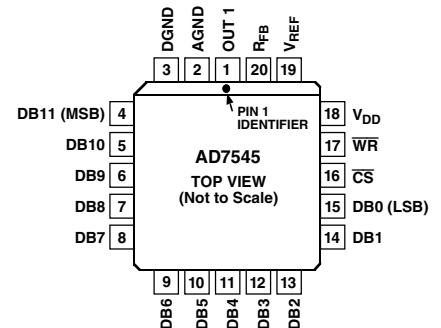 DGND AGND OUT 1 RFB VREF
3 2 1 20 19
PIN 1
IDENTIFIER
DB11 (MSB) 4
DB10 5
DB9 6
DB8 7
DB7 8
AD7545
TOP VIEW
(Not to Scale)
18 VDD
17 WR
16 CS
15 DB0 (LSB)
14 DB1
9 10 11 12 13
DB6 DB5 DB4 DB3 DB2